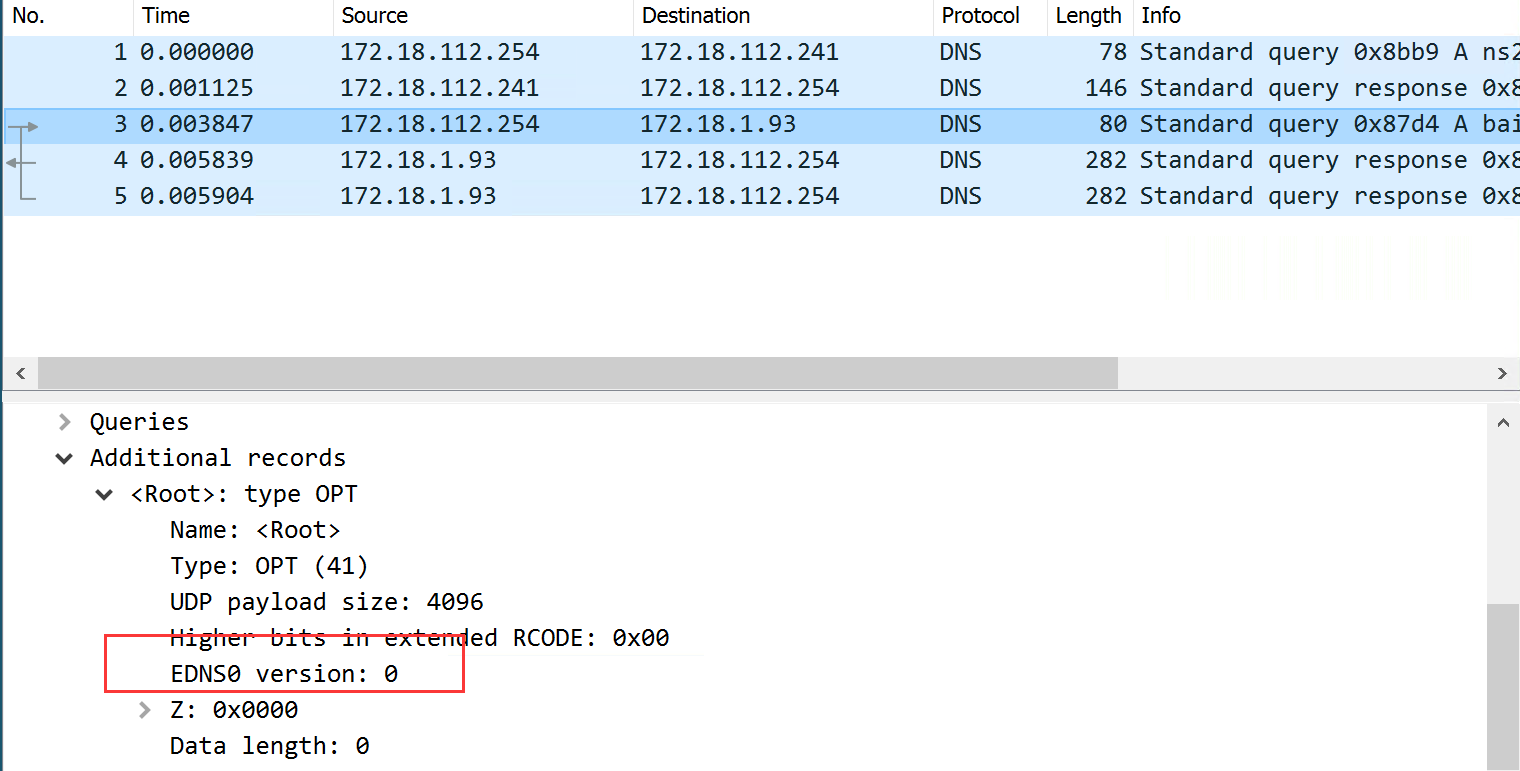 No. Time Source Destination Protocol Length Info
1 0.000000 172.18.112.254 172.18.112.241 DNS 78 Standard query 0x8bb9 A ns2
2 0.001125 172.18.112.241 172.18.112.254 DNS 146 Standard query response 0x8
3 0.003847 172.18.112.254 172.18.1.93 DNS 80 Standard query 0x87d4 A bai
4 0.005839 172.18.1.93 172.18.112.254 DNS 282 Standard query response 0x8
5 0.005904 172.18.1.93 172.18.112.254 DNS 282 Standard query response 0x8
Queries
Additional records
<Root>: type OPT
Name: <Root>
Type: OPT (41)
UDP payload size: 4096
Higher bits in extended RCODE: 0x00
EDNS0 version: 0
Z: 0x0000
Data length: 0